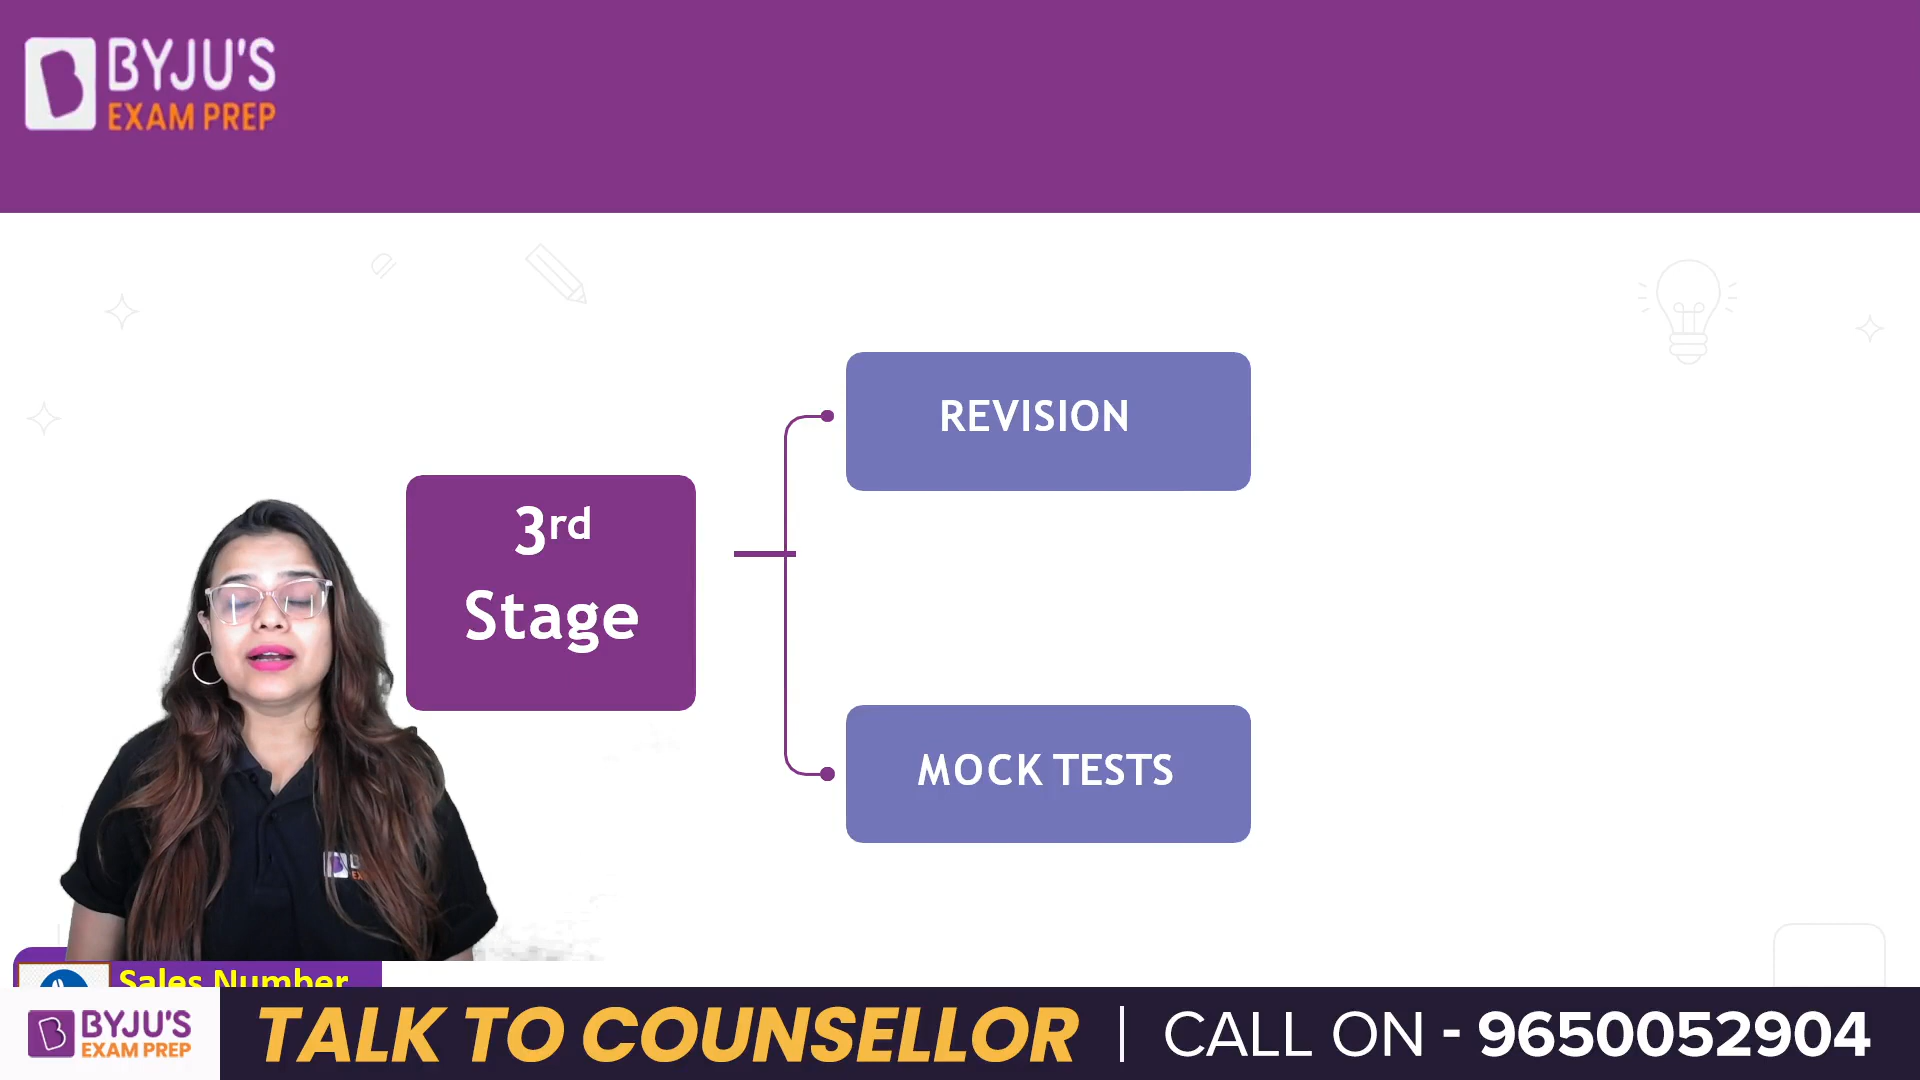 BYJU'S
EXAM PREP
REVISION
3rd
Stage
MOCK TESTS
Sales Number
BYJU'S
EXAM PREP
TALK TO COUNSELLOR | CALL ON - 9650052904